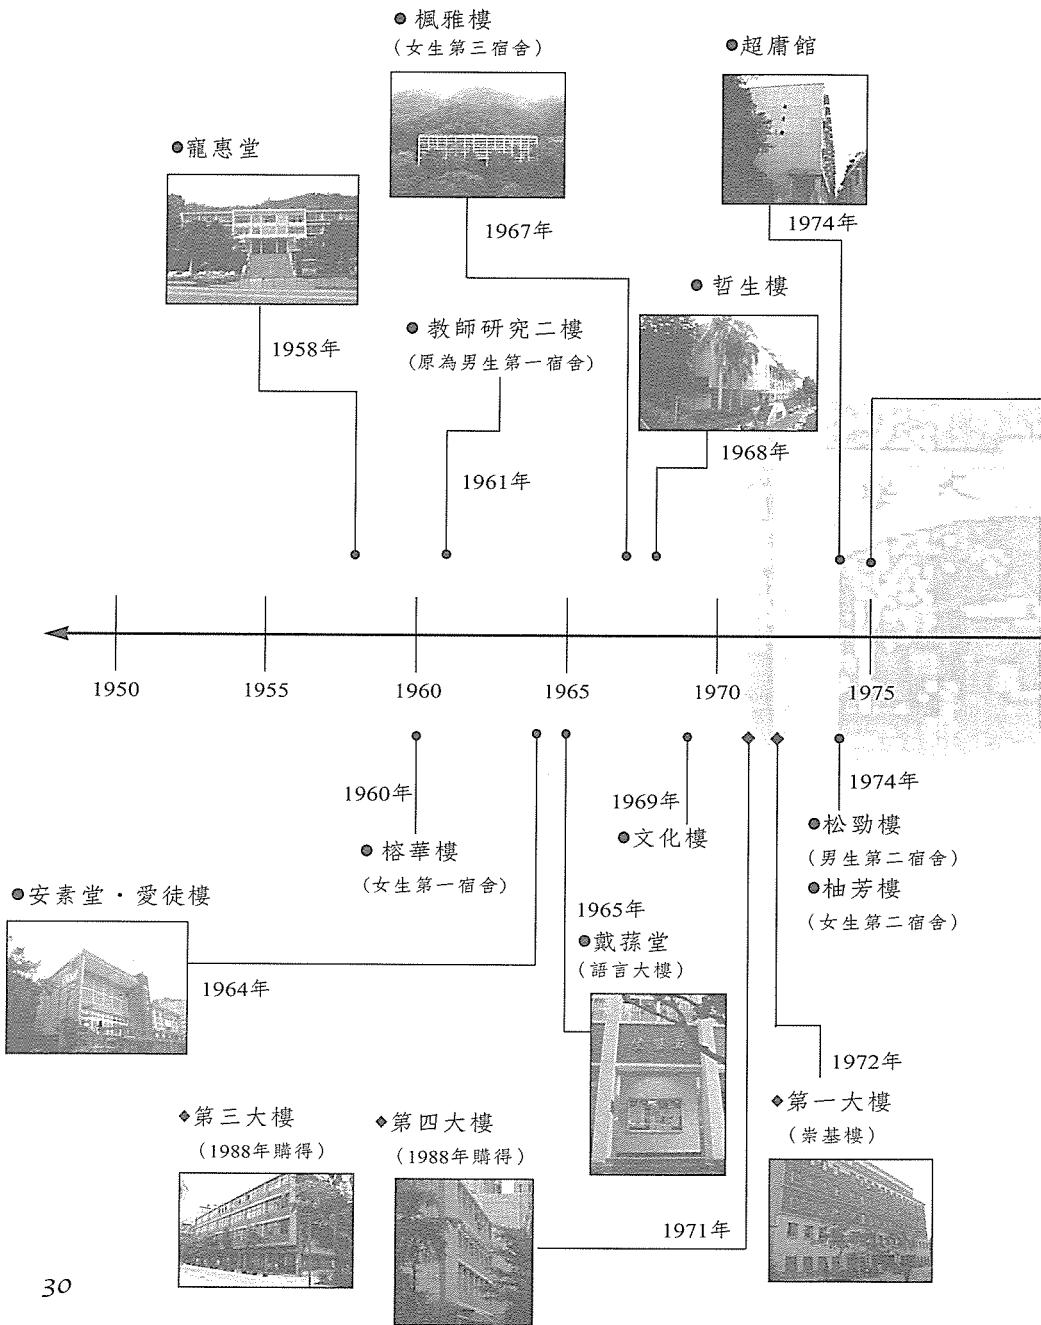 ●楓雅樓
(女生第三宿舍)
1967年
●超庸館
1974年
●寵惠堂
1958年
●教師研究二樓
(原為男生第一宿舍)
1961年
●哲生樓
1968年
1950
1955
1960
1965
1970
1975
1960年
●榕華樓
(女生第一宿舍)
1969年
●文化樓
1974年
●松勁樓
(男生第二宿舍)
●柚芳樓
(女生第二宿舍)
●安素堂・愛徒樓
1964年
1965年
●戴蓀堂
(語言大樓)
1972年
◆第一大樓
(崇基樓)
◆第三大樓
(1988年購得)
◆第四大樓
(1988年購得)
1971年
30